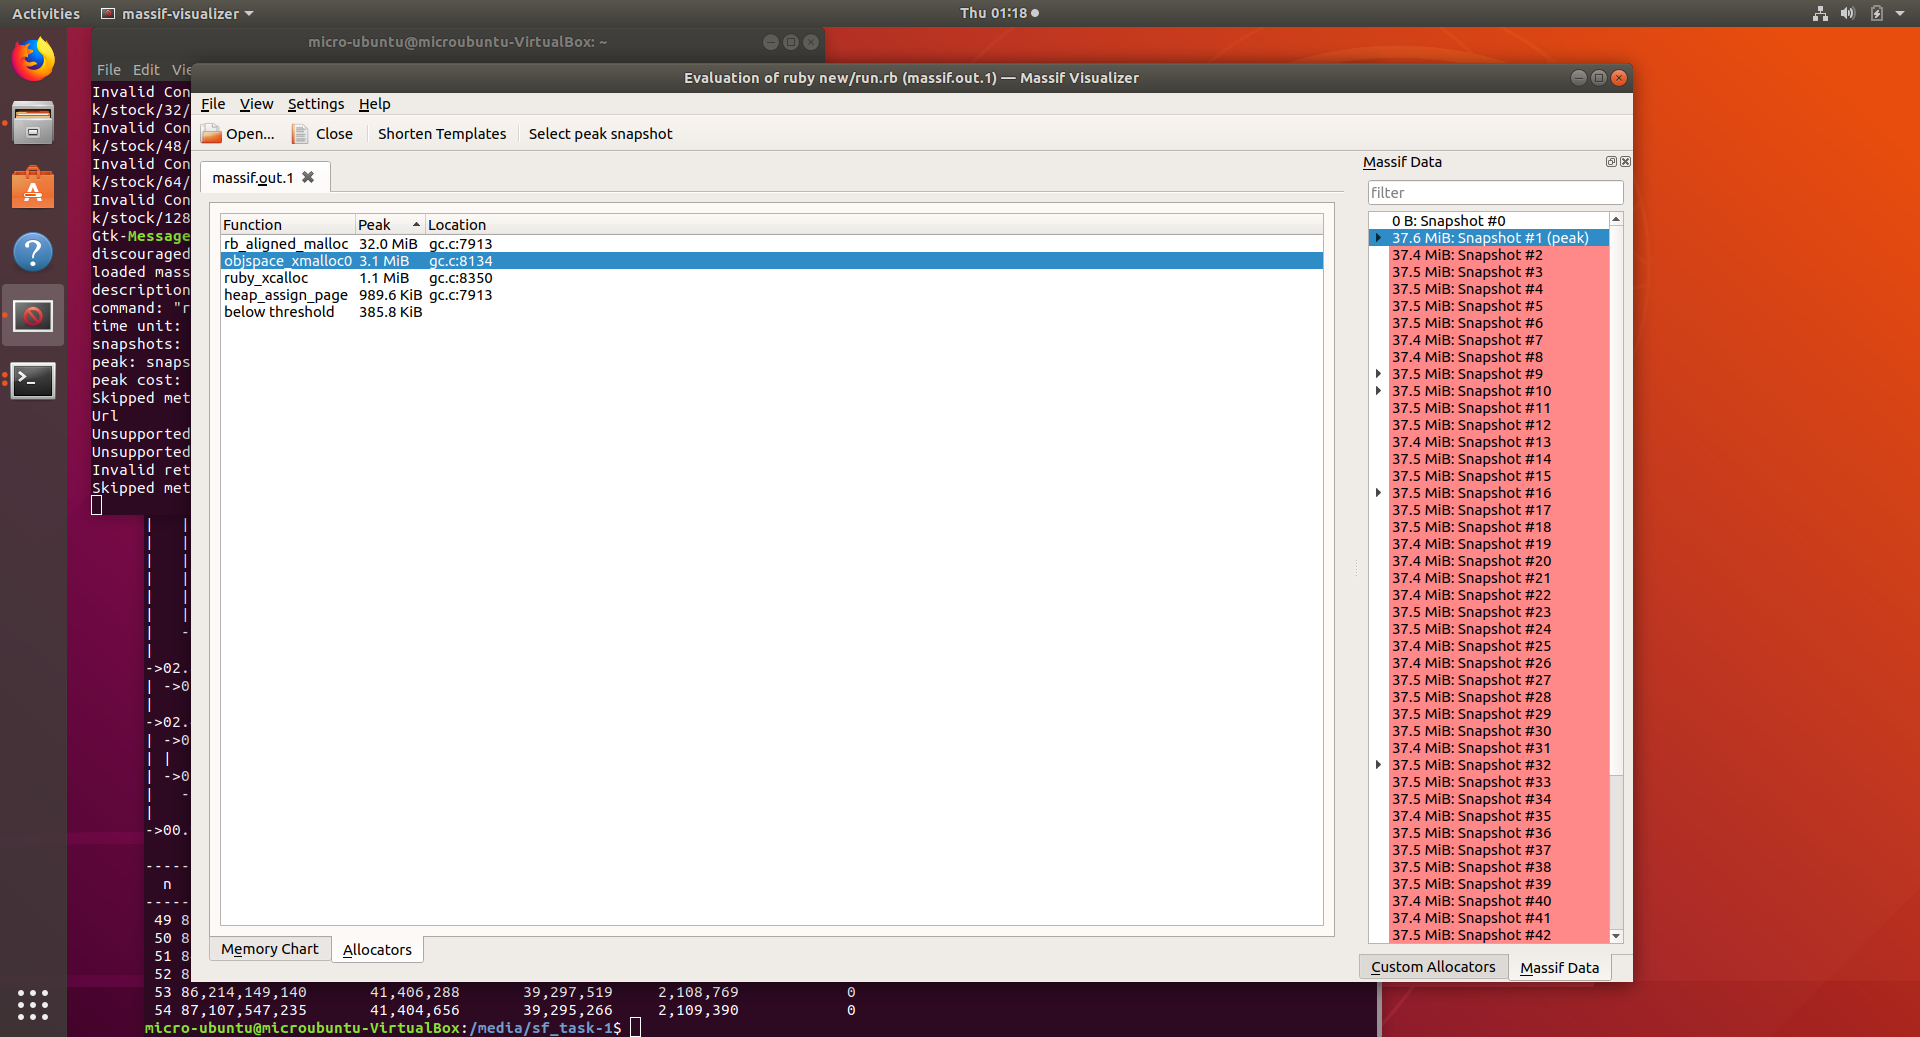 Activities massif-visualizer Thu 01:18
micro-ubuntu@microubuntu-VirtualBox: ~
File Edit Vie
Invalid Con
k/stock/32/
Invalid Con
k/stock/48/
Invalid Con
k/stock/64/
Invalid Con
k/stock/128
Gtk-Message
discouraged
loaded mass
description
command: "r
time unit:
snapshots:
peak: snaps
peak cost:
Skipped met
Url
Unsupported
Unsupported
Invalid ret
Skipped met
Evaluation of ruby new/run.rb (massif.out.1) — Massif Visualizer
File View Settings Help
Open... Close Shorten Templates Select peak snapshot
massif.out.1
Function Peak Location
rb_aligned_malloc 32.0 MiB gc.c:7913
objspace_xmalloc0 3.1 MiB gc.c:8134
ruby_xcalloc 1.1 MiB gc.c:8350
heap_assign_page 989.6 KiB gc.c:7913
below threshold 385.8 KiB
Memory Chart Allocators
Massif Data
filter
0 B: Snapshot #0
37.6 MiB: Snapshot #1 (peak)
37.4 MiB: Snapshot #2
37.5 MiB: Snapshot #3
37.5 MiB: Snapshot #4
37.5 MiB: Snapshot #5
37.5 MiB: Snapshot #6
37.4 MiB: Snapshot #7
37.4 MiB: Snapshot #8
37.5 MiB: Snapshot #9
37.5 MiB: Snapshot #10
37.5 MiB: Snapshot #11
37.5 MiB: Snapshot #12
37.4 MiB: Snapshot #13
37.5 MiB: Snapshot #14
37.5 MiB: Snapshot #15
37.5 MiB: Snapshot #16
37.5 MiB: Snapshot #17
37.5 MiB: Snapshot #18
37.4 MiB: Snapshot #19
37.4 MiB: Snapshot #20
37.4 MiB: Snapshot #21
37.4 MiB: Snapshot #22
37.5 MiB: Snapshot #23
37.5 MiB: Snapshot #24
37.4 MiB: Snapshot #25
37.4 MiB: Snapshot #26
37.5 MiB: Snapshot #27
37.5 MiB: Snapshot #28
37.5 MiB: Snapshot #29
37.5 MiB: Snapshot #30
37.4 MiB: Snapshot #31
37.5 MiB: Snapshot #32
37.5 MiB: Snapshot #33
37.5 MiB: Snapshot #34
37.4 MiB: Snapshot #35
37.5 MiB: Snapshot #36
37.5 MiB: Snapshot #37
37.5 MiB: Snapshot #38
37.5 MiB: Snapshot #39
37.4 MiB: Snapshot #40
37.4 MiB: Snapshot #41
37.5 MiB: Snapshot #42
Custom Allocators Massif Data
| |
| |
| |
| |
| |
| |
| -
|
->02.
| ->0
|
->02.
| ->0
| |
| ->0
| -
|
->00.
-----
n
-----
49 8
50 8
51 8
52 8
53 86,214,149,140 41,406,288 39,297,519 2,108,769 0
54 87,107,547,235 41,404,656 39,295,266 2,109,390 0
micro-ubuntu@microubuntu-VirtualBox:/media/sf_task-1$